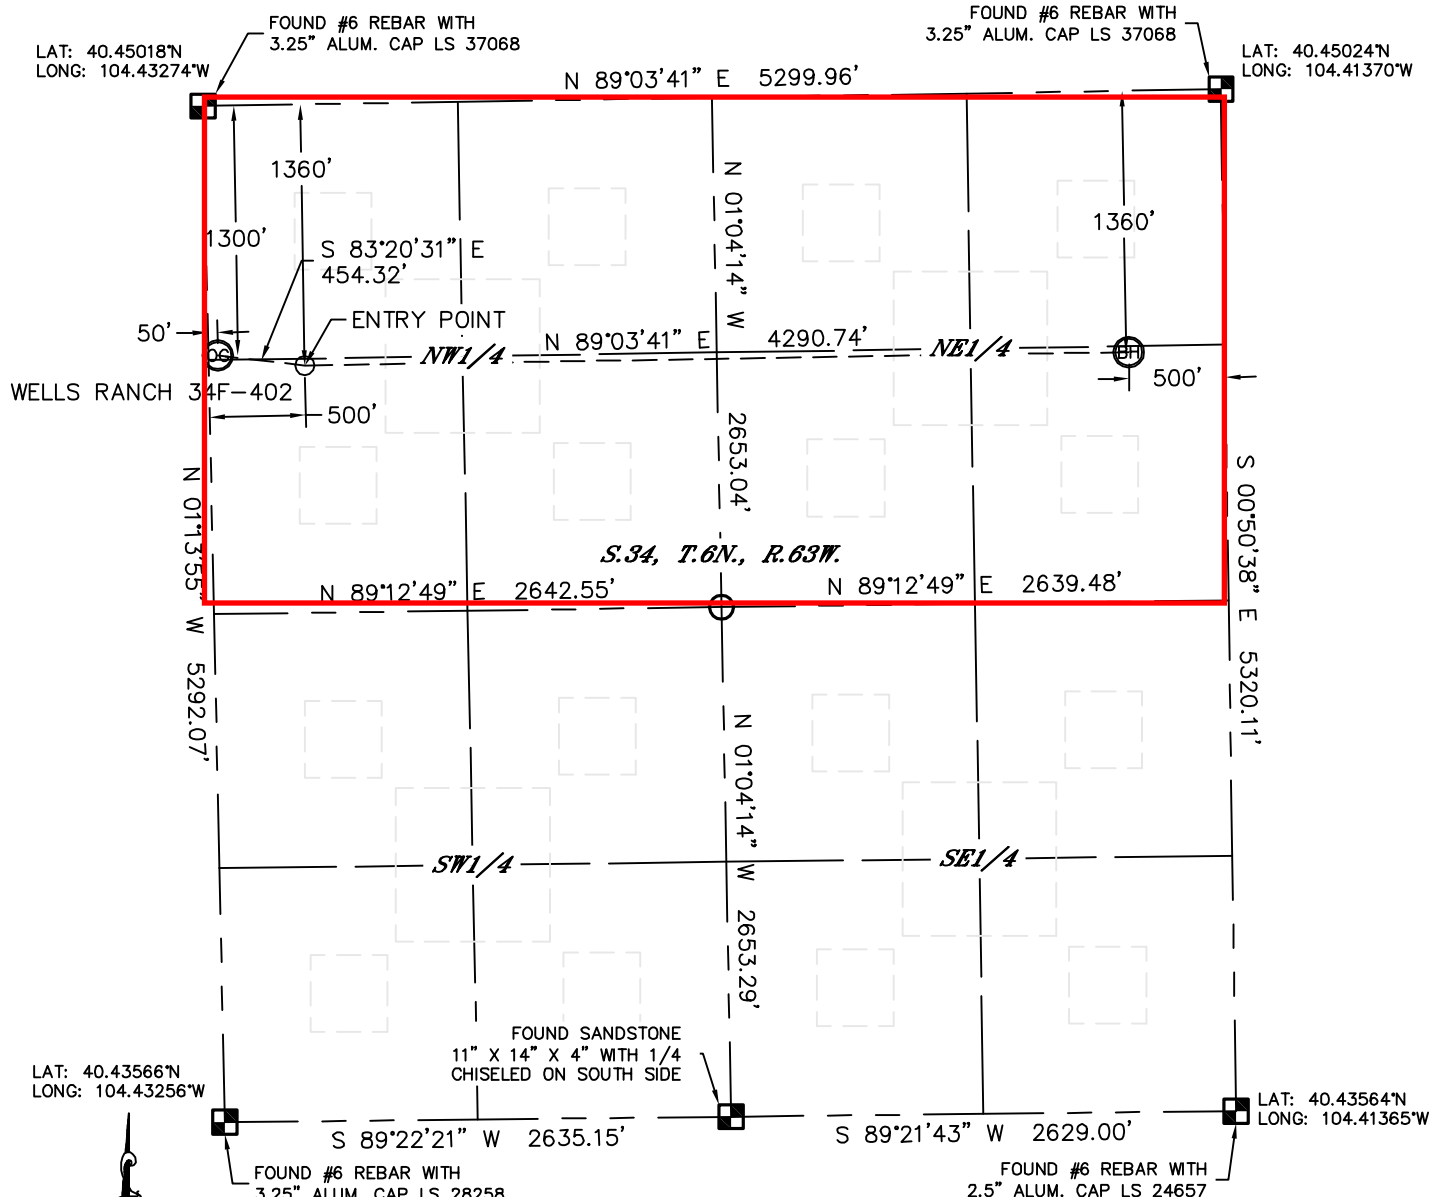 FOUND #6 REBAR WITH
3.25" ALUM. CAP LS 37068
FOUND #6 REBAR WITH
3.25" ALUM. CAP LS 37068
LAT: 40.45018°N
LONG: 104.43274°W
LAT: 40.45024°N
LONG: 104.41370°W
N 89°03'41" E 5299.96'
1360'
1300'
S 83°20'31" E
454.32'
N 01°04'14" W 2653.04'
1360'
50'
ENTRY POINT
N 89°03'41" E 4290.74'
NW1/4
NE1/4
BH
WELLS RANCH 34F-402
500'
500'
N 01°13'55" W 5292.07'
S 00°50'38" E 5320.11'
S.34, T.6N., R.63W.
N 89°12'49" E 2642.55'
N 89°12'49" E 2639.48'
N 01°04'14" W 2653.29'
SW1/4
SE1/4
FOUND SANDSTONE
11" X 14" X 4" WITH 1/4
CHISELED ON SOUTH SIDE
LAT: 40.43566°N
LONG: 104.43256°W
LAT: 40.43564°N
LONG: 104.41365°W
S 89°22'21" W 2635.15'
S 89°21'43" W 2629.00'
FOUND #6 REBAR WITH
3.25" ALUM. CAP LS 28258
FOUND #6 REBAR WITH
2.5" ALUM. CAP LS 24657